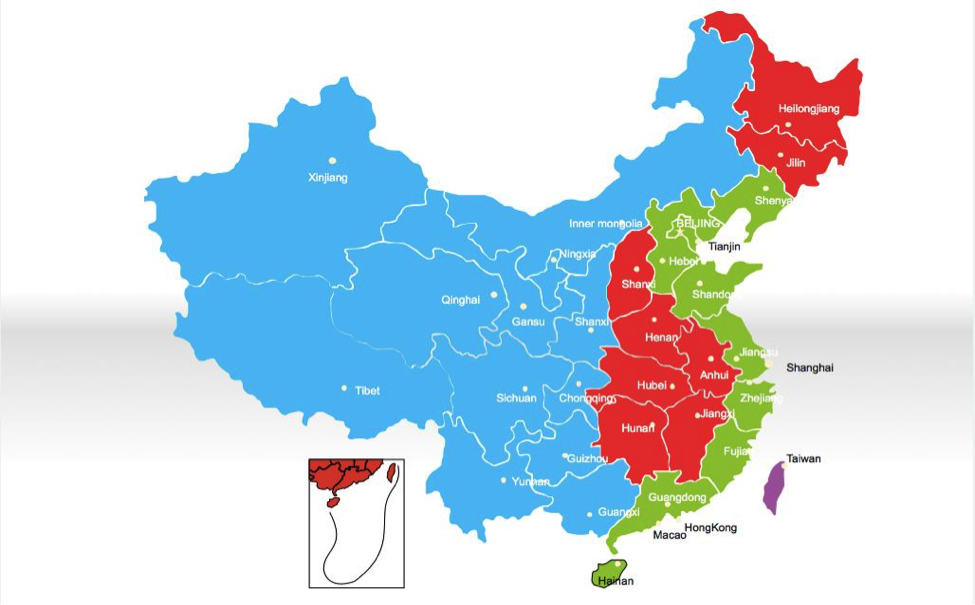 Heilongjiang
Jilin
Xinjiang
Shenya
Inner mongolia
BEIJING
Tianjin
Ningxia
Hebei
Shanxi
Qinghai
Shandon
Gansu
Shanxi
Henan
Jiangsu
Shanghai
Anhui
Tibet
Sichuan
Chongqing
Hubei
Zhejiang
Hunan
Jiangxi
Fujia
Guizhou
Taiwan
Yunnan
Guangdong
Guangxi
HongKong
Macao
Hainan